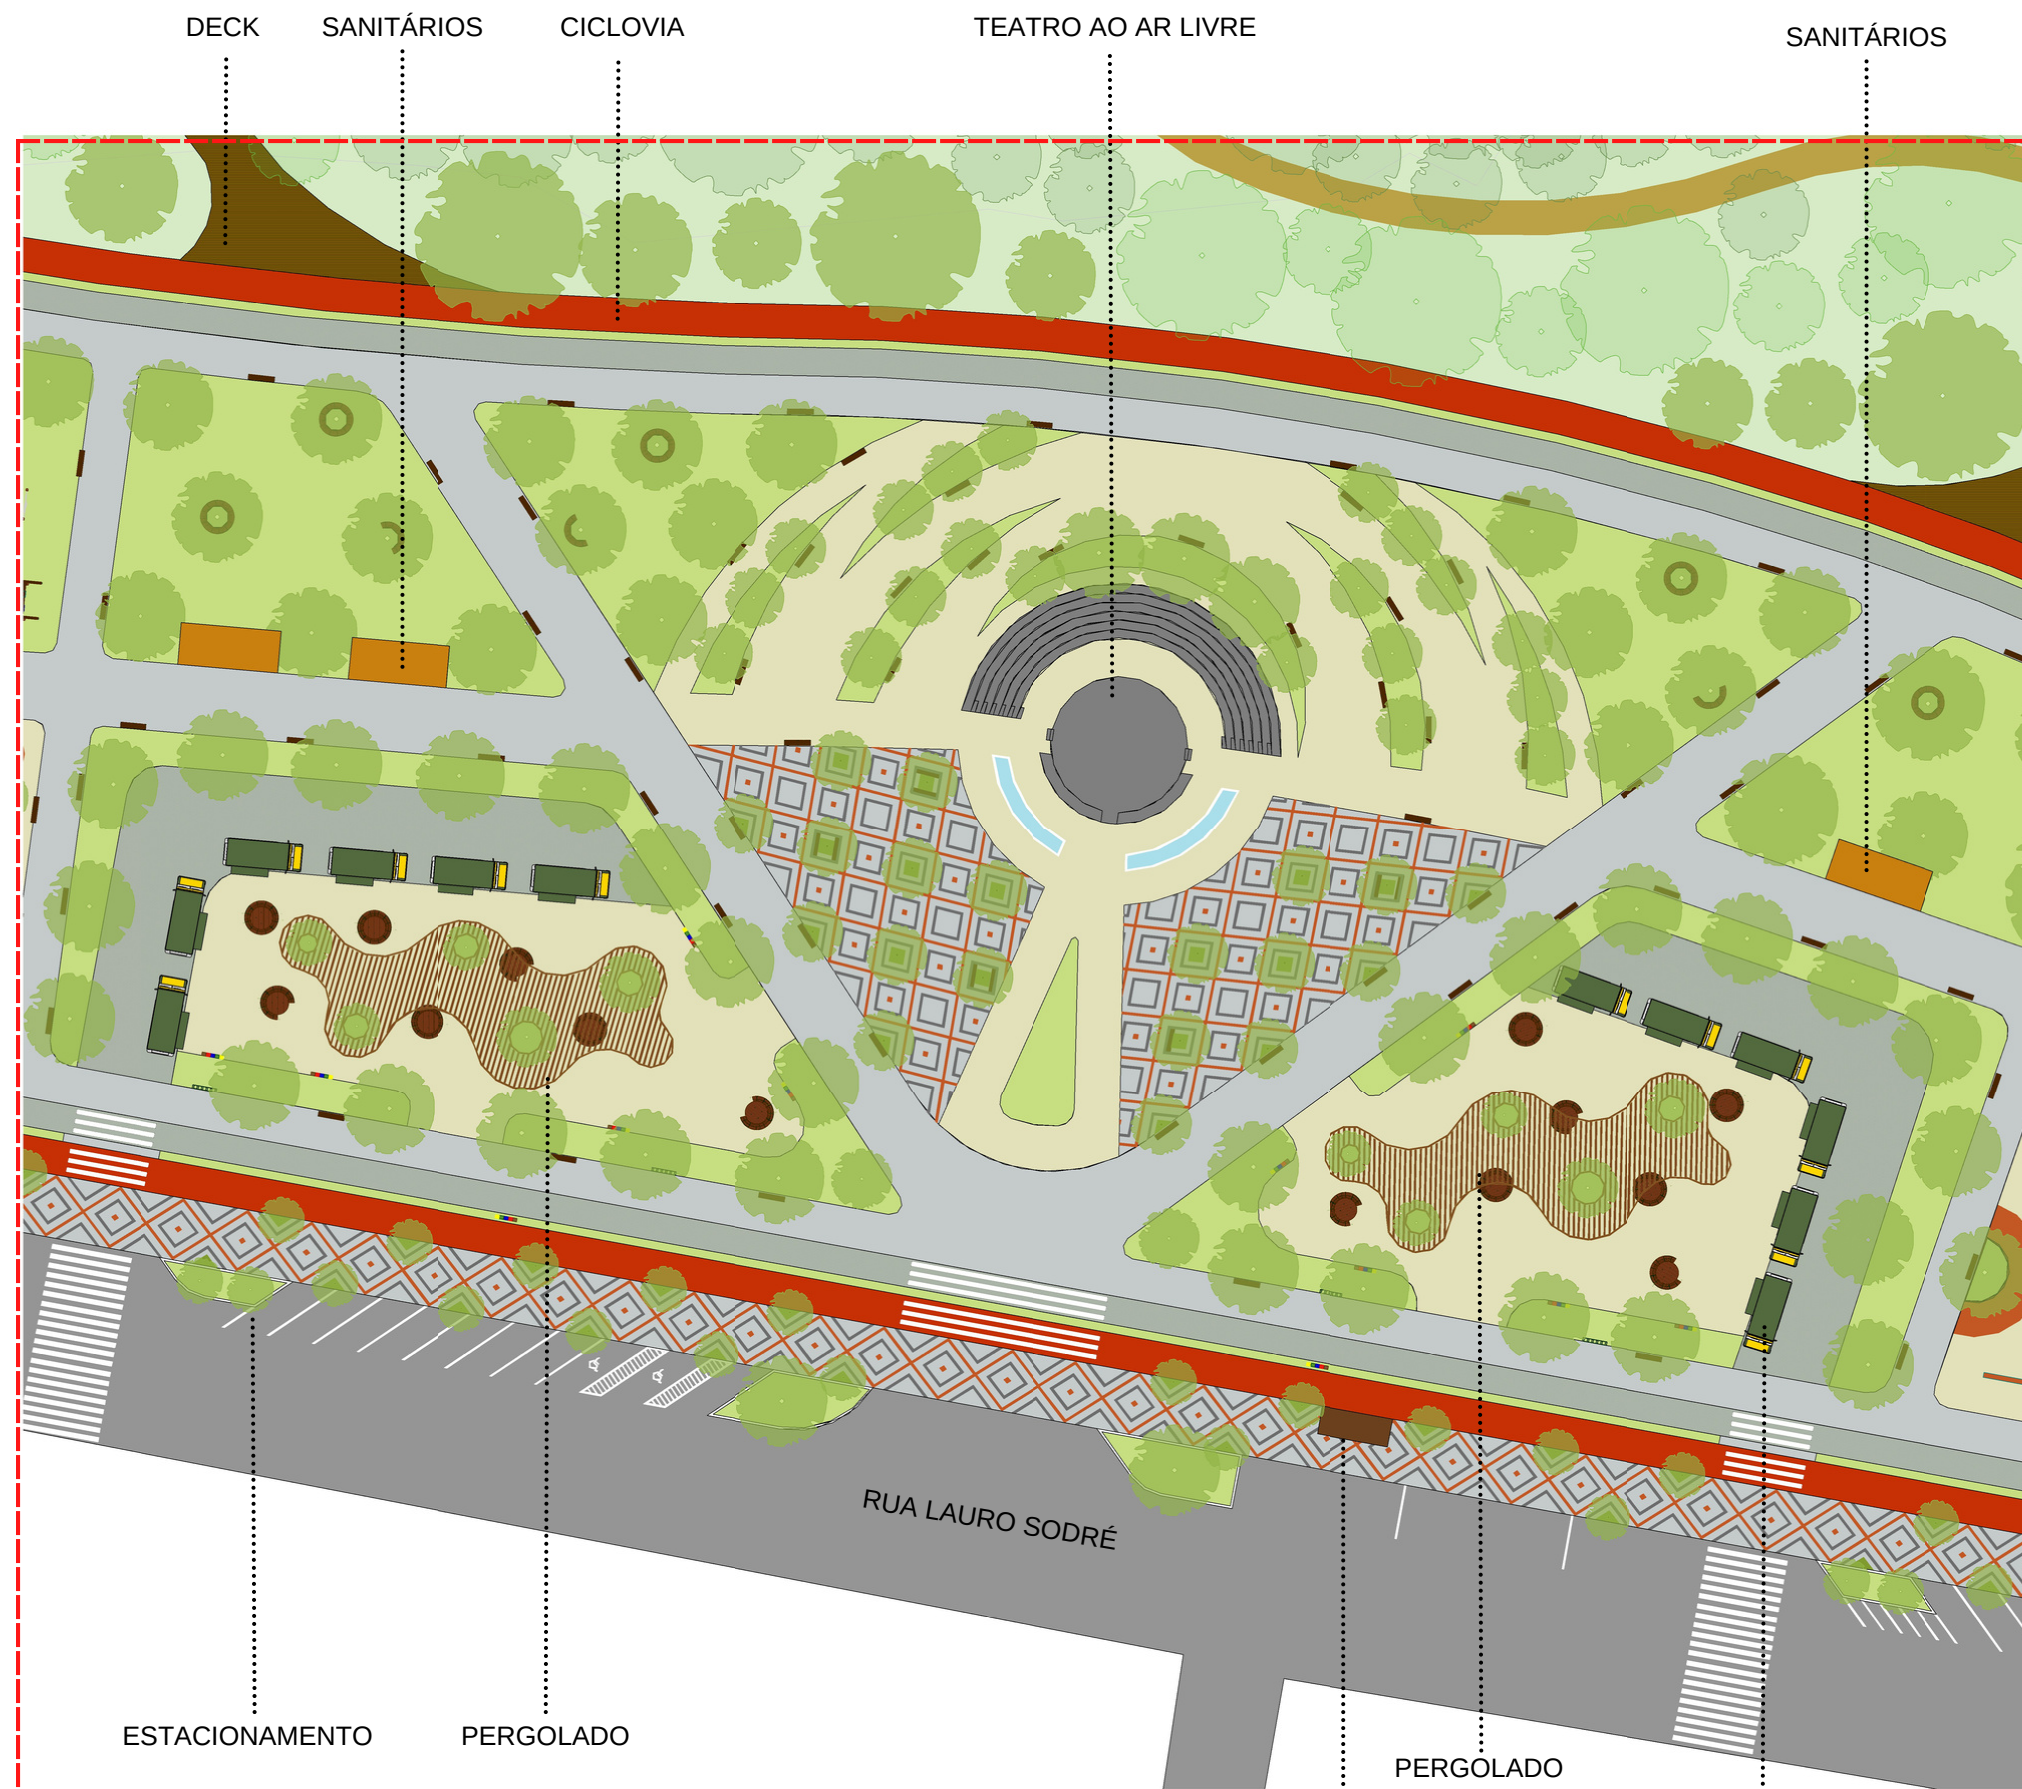 DECK
SANITÁRIOS
CICLOVIA
TEATRO AO AR LIVRE
SANITÁRIOS
RUA LAURO SODRÉ
ESTACIONAMENTO
PERGOLADO
PERGOLADO